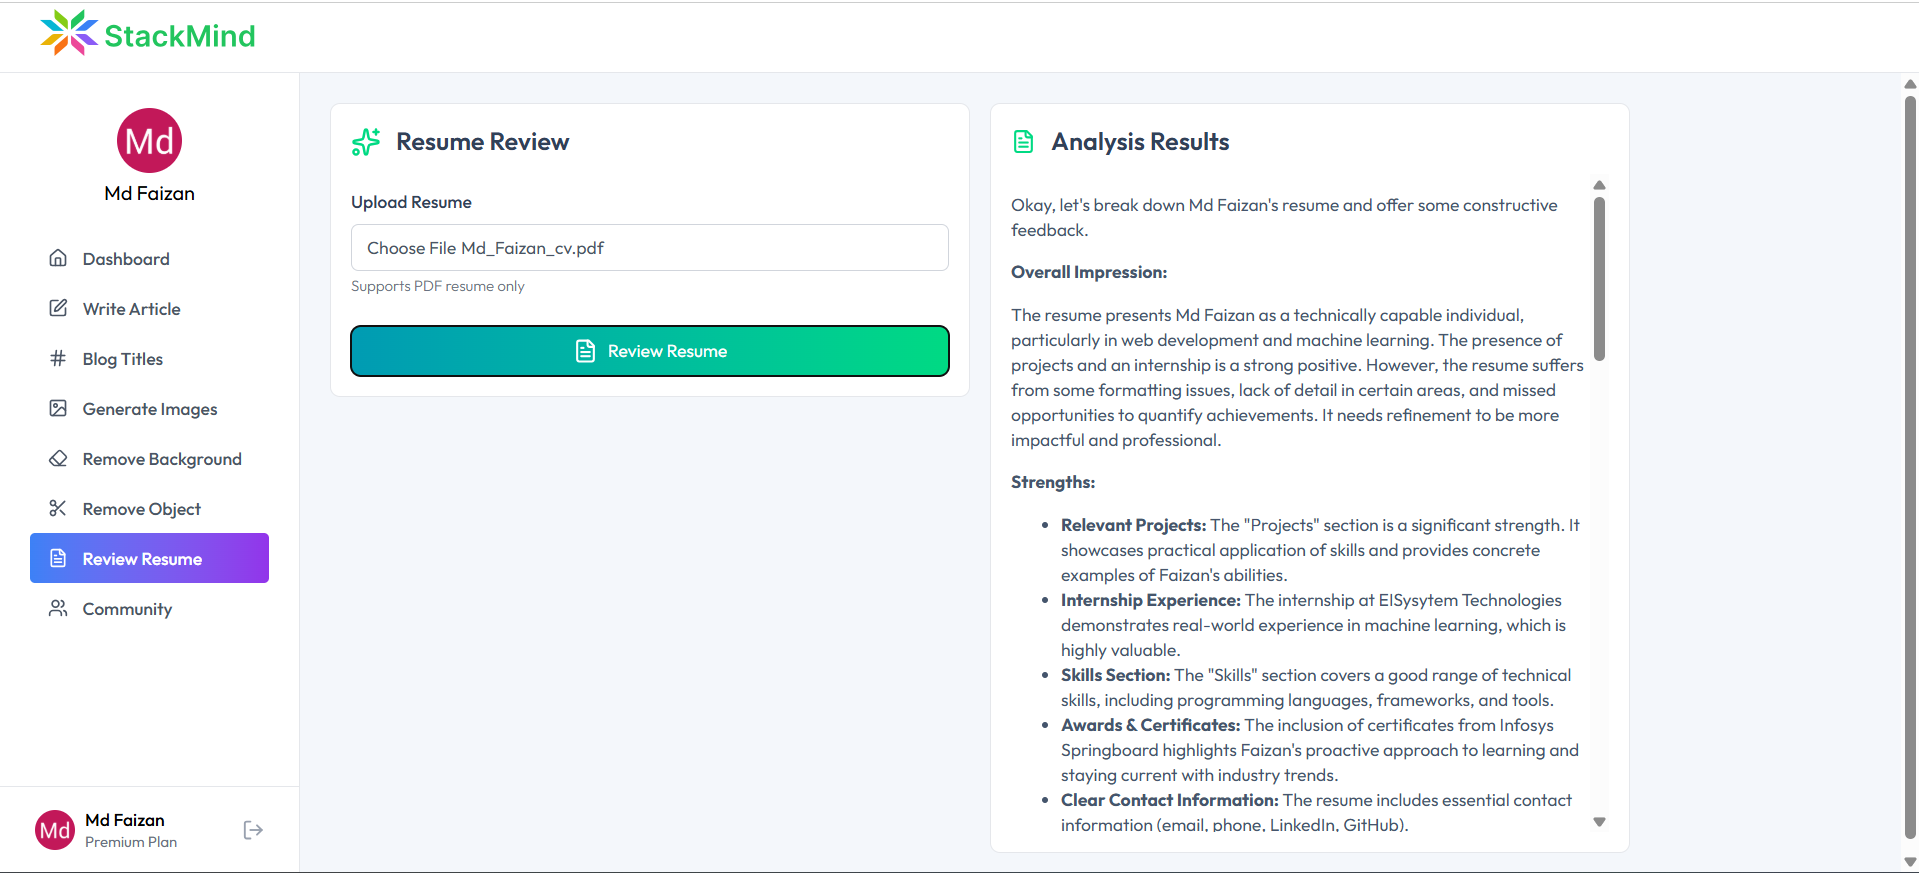 StackMind
Md
Md Faizan
Dashboard
Write Article
Blog Titles
Generate Images
Remove Background
Remove Object
Review Resume
Community
Md
Md Faizan
Premium Plan
Resume Review
Upload Resume
Choose File Md_Faizan_cv.pdf
Supports PDF resume only
Review Resume
Analysis Results
Okay, let's break down Md Faizan's resume and offer some constructive
feedback.
Overall Impression:
The resume presents Md Faizan as a technically capable individual,
particularly in web development and machine learning. The presence of
projects and an internship is a strong positive. However, the resume suffers
from some formatting issues, lack of detail in certain areas, and missed
opportunities to quantify achievements. It needs refinement to be more
impactful and professional.
Strengths:
• Relevant Projects: The "Projects" section is a significant strength. It
showcases practical application of skills and provides concrete
examples of Faizan's abilities.
• Internship Experience: The internship at EISysytem Technologies
demonstrates real-world experience in machine learning, which is
highly valuable.
• Skills Section: The "Skills" section covers a good range of technical
skills, including programming languages, frameworks, and tools.
• Awards & Certificates: The inclusion of certificates from Infosys
Springboard highlights Faizan's proactive approach to learning and
staying current with industry trends.
• Clear Contact Information: The resume includes essential contact
information (email, phone, LinkedIn, GitHub).